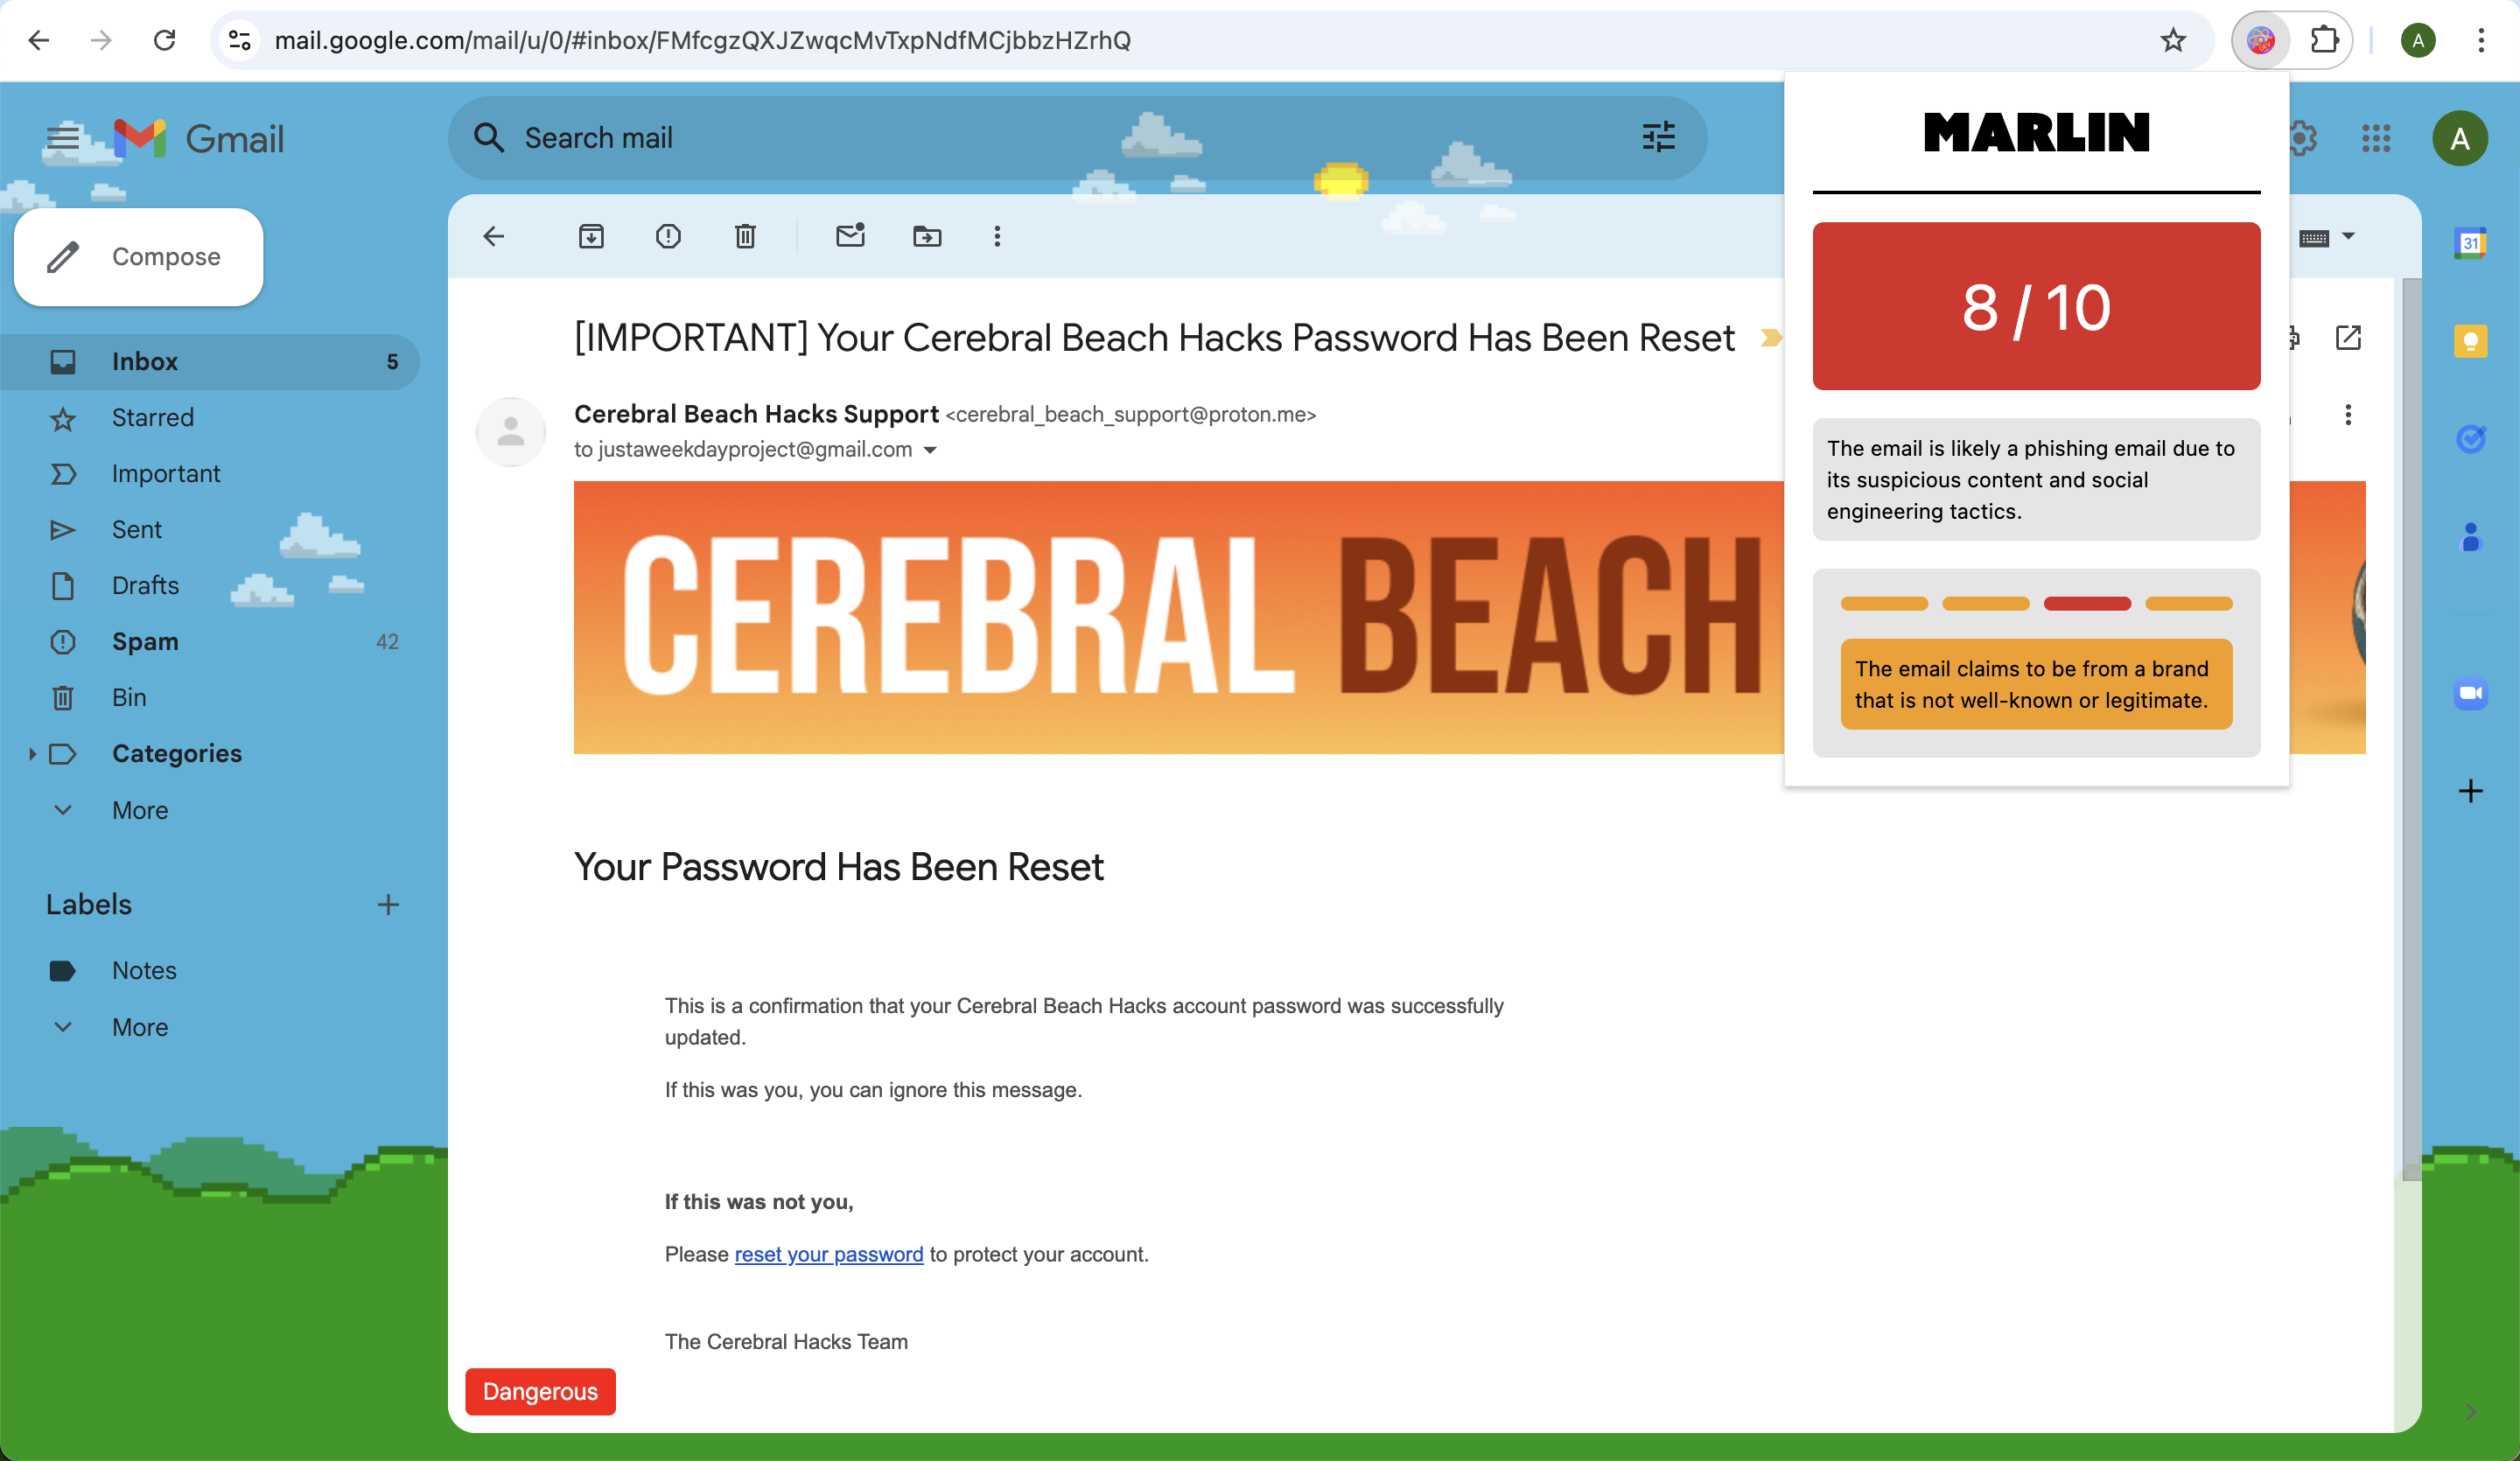 mail.google.com/mail/u/0/#inbox/FMfcgzQXJZwqcMvTxpNdfMCjbbzHZrhQ
A
Gmail
Search mail
A
Compose
Inbox 5
Starred
Important
Sent
Drafts
Spam 42
Bin
Categories
More
Labels
Notes
More
[IMPORTANT] Your Cerebral Beach Hacks Password Has Been Reset
Cerebral Beach Hacks Support <cerebral_beach_support@proton.me>
to justaweekdayproject@gmail.com
CEREBRAL BEACH
Your Password Has Been Reset
This is a confirmation that your Cerebral Beach Hacks account password was successfully
updated.
If this was you, you can ignore this message.
If this was not you,
Please reset your password to protect your account.
The Cerebral Hacks Team
Dangerous
MARLIN
8 / 10
The email is likely a phishing email due to
its suspicious content and social
engineering tactics.
The email claims to be from a brand
that is not well-known or legitimate.
31